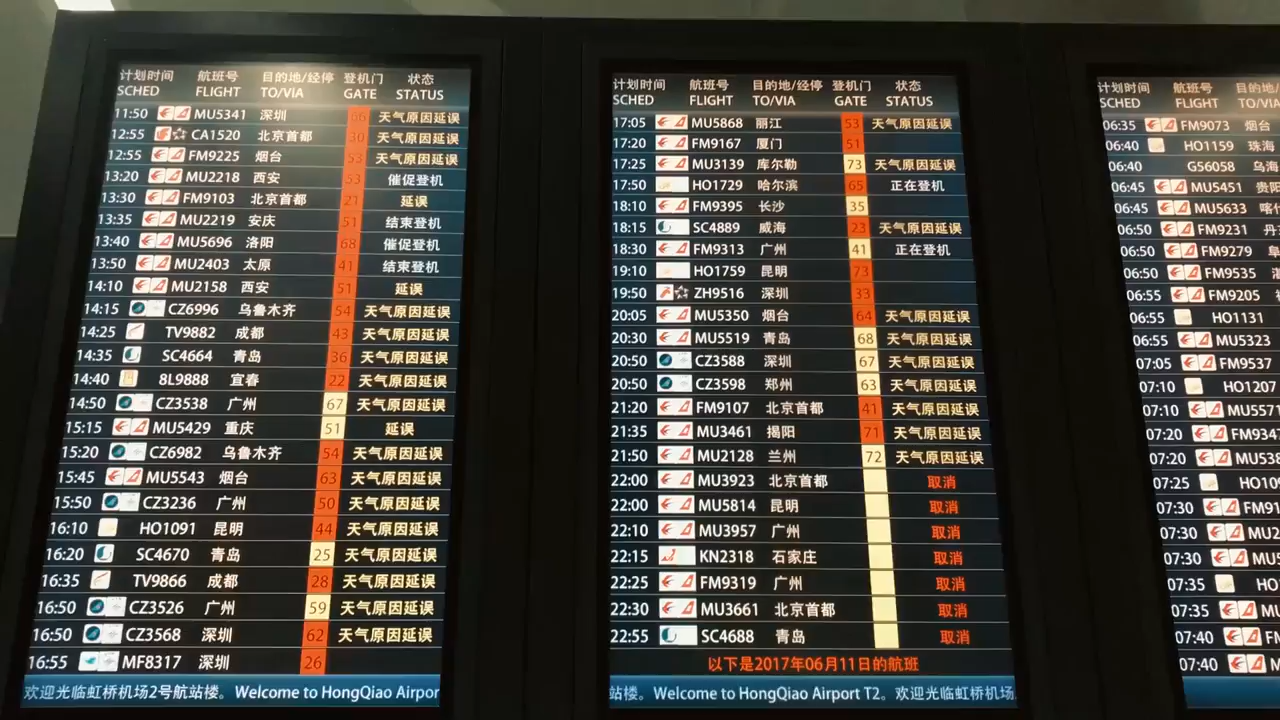 计划时间 航班号 目的地/经停 登机门 状态
SCHED FLIGHT TO/VIA GATE STATUS
11:50 MU5341 深圳 66 天气原因延误
12:55 CA1520 北京首都 30 天气原因延误
12:55 FM9225 烟台 53 天气原因延误
13:20 MU2218 西安 53 催促登机
13:30 FM9103 北京首都 21 延误
13:35 MU2219 安庆 51 结束登机
13:40 MU5696 洛阳 68 催促登机
13:50 MU2403 太原 41 结束登机
14:10 MU2158 西安 51 延误
14:15 CZ6996 乌鲁木齐 54 天气原因延误
14:25 TV9882 成都 43 天气原因延误
14:35 SC4664 青岛 36 天气原因延误
14:40 8L9888 宜春 22 天气原因延误
14:50 CZ3538 广州 67 天气原因延误
15:15 MU5429 重庆 51 延误
15:20 CZ6982 乌鲁木齐 54 天气原因延误
15:45 MU5543 烟台 63 天气原因延误
15:50 CZ3236 广州 50 天气原因延误
16:10 HO1091 昆明 44 天气原因延误
16:20 SC4670 青岛 25 天气原因延误
16:35 TV9866 成都 28 天气原因延误
16:50 CZ3526 广州 59 天气原因延误
16:50 CZ3568 深圳 62 天气原因延误
16:55 MF8317 深圳 26
欢迎光临虹桥机场2号航站楼。Welcome to HongQiao Airpor
计划时间 航班号 目的地/经停 登机门 状态
SCHED FLIGHT TO/VIA GATE STATUS
17:05 MU5868 丽江 53 天气原因延误
17:20 FM9167 厦门 51
17:25 MU3139 库尔勒 73 天气原因延误
17:50 HO1729 哈尔滨 65 正在登机
18:10 FM9395 长沙 35
18:15 SC4889 威海 23 天气原因延误
18:30 FM9313 广州 41 正在登机
19:10 HO1759 昆明 73
19:50 ZH9516 深圳 33
20:05 MU5350 烟台 64 天气原因延误
20:30 MU5519 青岛 68 天气原因延误
20:50 CZ3588 深圳 67 天气原因延误
20:50 CZ3598 郑州 63 天气原因延误
21:20 FM9107 北京首都 41 天气原因延误
21:35 MU3461 揭阳 71 天气原因延误
21:50 MU2128 兰州 72 天气原因延误
22:00 MU3923 北京首都 取消
22:00 MU5814 昆明 取消
22:10 MU3957 广州 取消
22:15 KN2318 石家庄 取消
22:25 FM9319 广州 取消
22:30 MU3661 北京首都 取消
22:55 SC4688 青岛 取消
以下是2017年06月11日的航班
站楼。Welcome to HongQiao Airport T2。欢迎光临虹桥机场
计划时间 航班号 目的地
SCHED FLIGHT TO/VIA
06:35 FM9073 烟台
06:40 HO1159 珠海
06:40 G56058 乌海
06:45 MU5451 贵阳
06:45 MU5633 喀什
06:50 FM9231
06:50 FM9279
06:50 FM9535
06:55 FM9205
06:55 HO1131
06:55 MU5323
07:05 FM9537
07:10 HO1207
07:10 MU557
07:20 FM934
07:20 MU538
07:25 HO109
07:30 FM91
07:30 MU2
07:30 MU5
07:35 HO
07:35 MU
07:40 FM
07:40 M